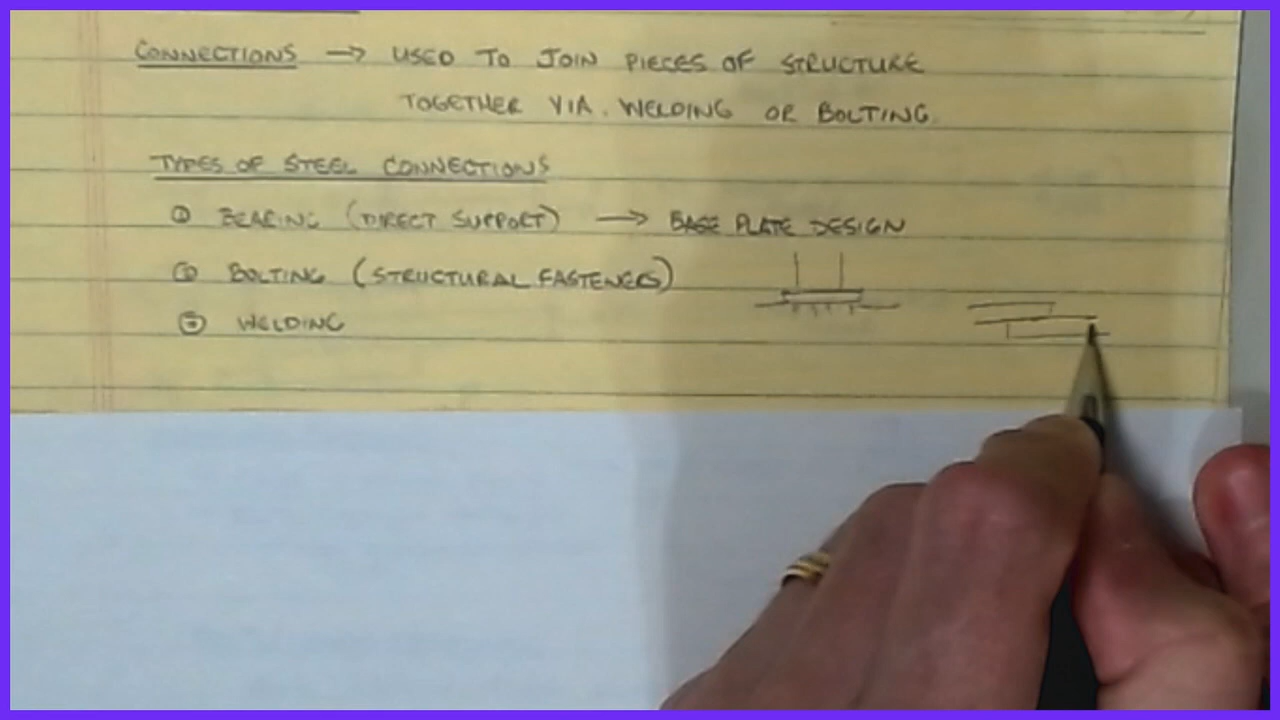 CONNECTIONS → USED TO JOIN PIECES OF STRUCTURE
TOGETHER VIA. WELDING OR BOLTING.
TYPES OF STEEL CONNECTIONS
① BEARING (DIRECT SUPPORT) → BASE PLATE DESIGN
② BOLTING (STRUCTURAL FASTENERS)
③ WELDING